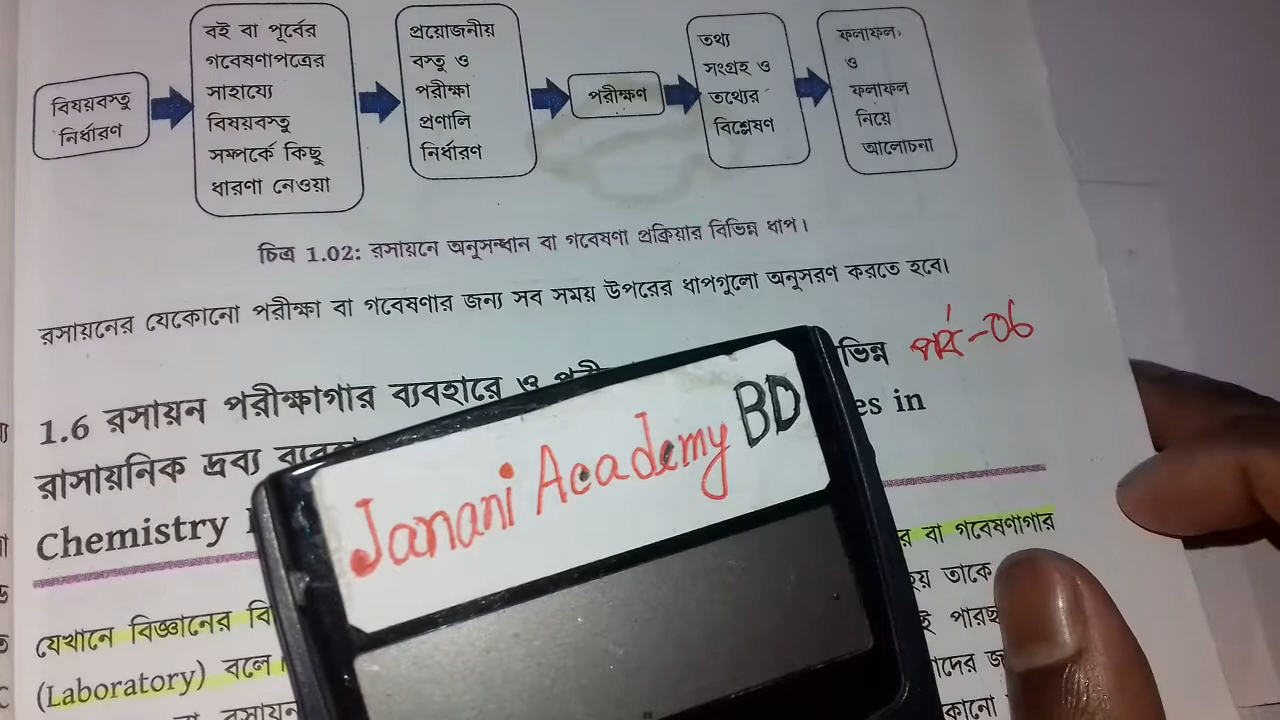 বিষয়বস্তু
নির্ধারণ
বই বা পূর্বের
গবেষণাপত্রের
সাহায্যে
বিষয়বস্তু
সম্পর্কে কিছু
ধারণা নেওয়া
প্রয়োজনীয়
বস্তু ও
পরীক্ষা
প্রণালি
নির্ধারণ
পরীক্ষণ
তথ্য
সংগ্রহ ও
তথ্যের
বিশ্লেষণ
ফলাফল
ও
ফলাফল
নিয়ে
আলোচনা
চিত্র 1.02: রসায়নে অনুসন্ধান বা গবেষণা প্রক্রিয়ার বিভিন্ন ধাপ।
রসায়নের যেকোনো পরীক্ষা বা গবেষণার জন্য সব সময় উপরের ধাপগুলো অনুসরণ করতে হবে।
1.6 রসায়ন পরীক্ষাগার ব্যবহারে ও ভিন্ন
রাসায়নিক দ্রব্য es in
Chemistry
Janani Academy BD
যেখানে বিজ্ঞানের বি র বা গবেষণাগার
(Laboratory) বলে য় তাকে